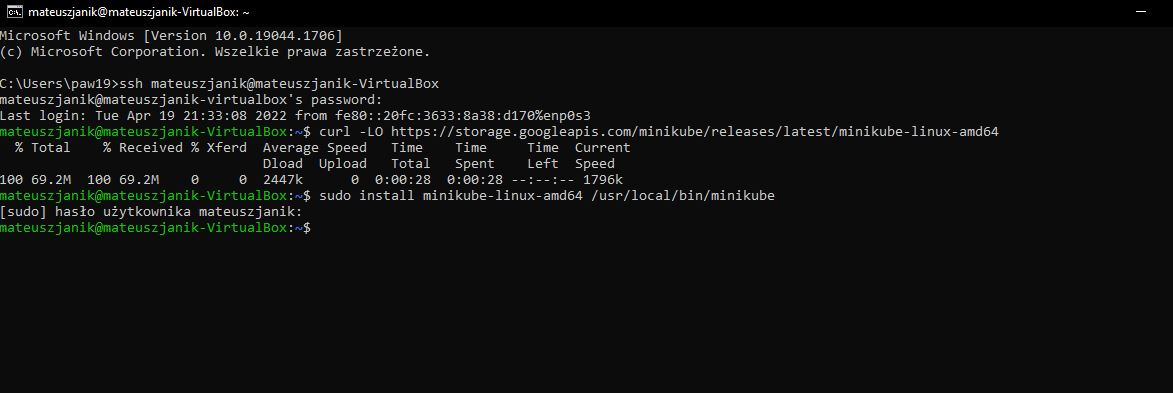 mateuszjanik@mateuszjanik-VirtualBox: ~
Microsoft Windows [Version 10.0.19044.1706]
(c) Microsoft Corporation. Wszelkie prawa zastrzeżone.
C:\Users\paw19>ssh mateuszjanik@mateuszjanik-VirtualBox
mateuszjanik@mateuszjanik-virtualbox's password:
Last login: Tue Apr 19 21:33:08 2022 from fe80::20fc:3633:8a38:d170%enp0s3
mateuszjanik@mateuszjanik-VirtualBox:~$ curl -LO https://storage.googleapis.com/minikube/releases/latest/minikube-linux-amd64
  % Total    % Received % Xferd  Average Speed   Time    Time     Time  Current
                                 Dload  Upload   Total   Spent    Left  Speed
100 69.2M  100 69.2M    0     0  2447k      0  0:00:28  0:00:28 --:--:-- 1796k
mateuszjanik@mateuszjanik-VirtualBox:~$ sudo install minikube-linux-amd64 /usr/local/bin/minikube
[sudo] hasło użytkownika mateuszjanik:
mateuszjanik@mateuszjanik-VirtualBox:~$